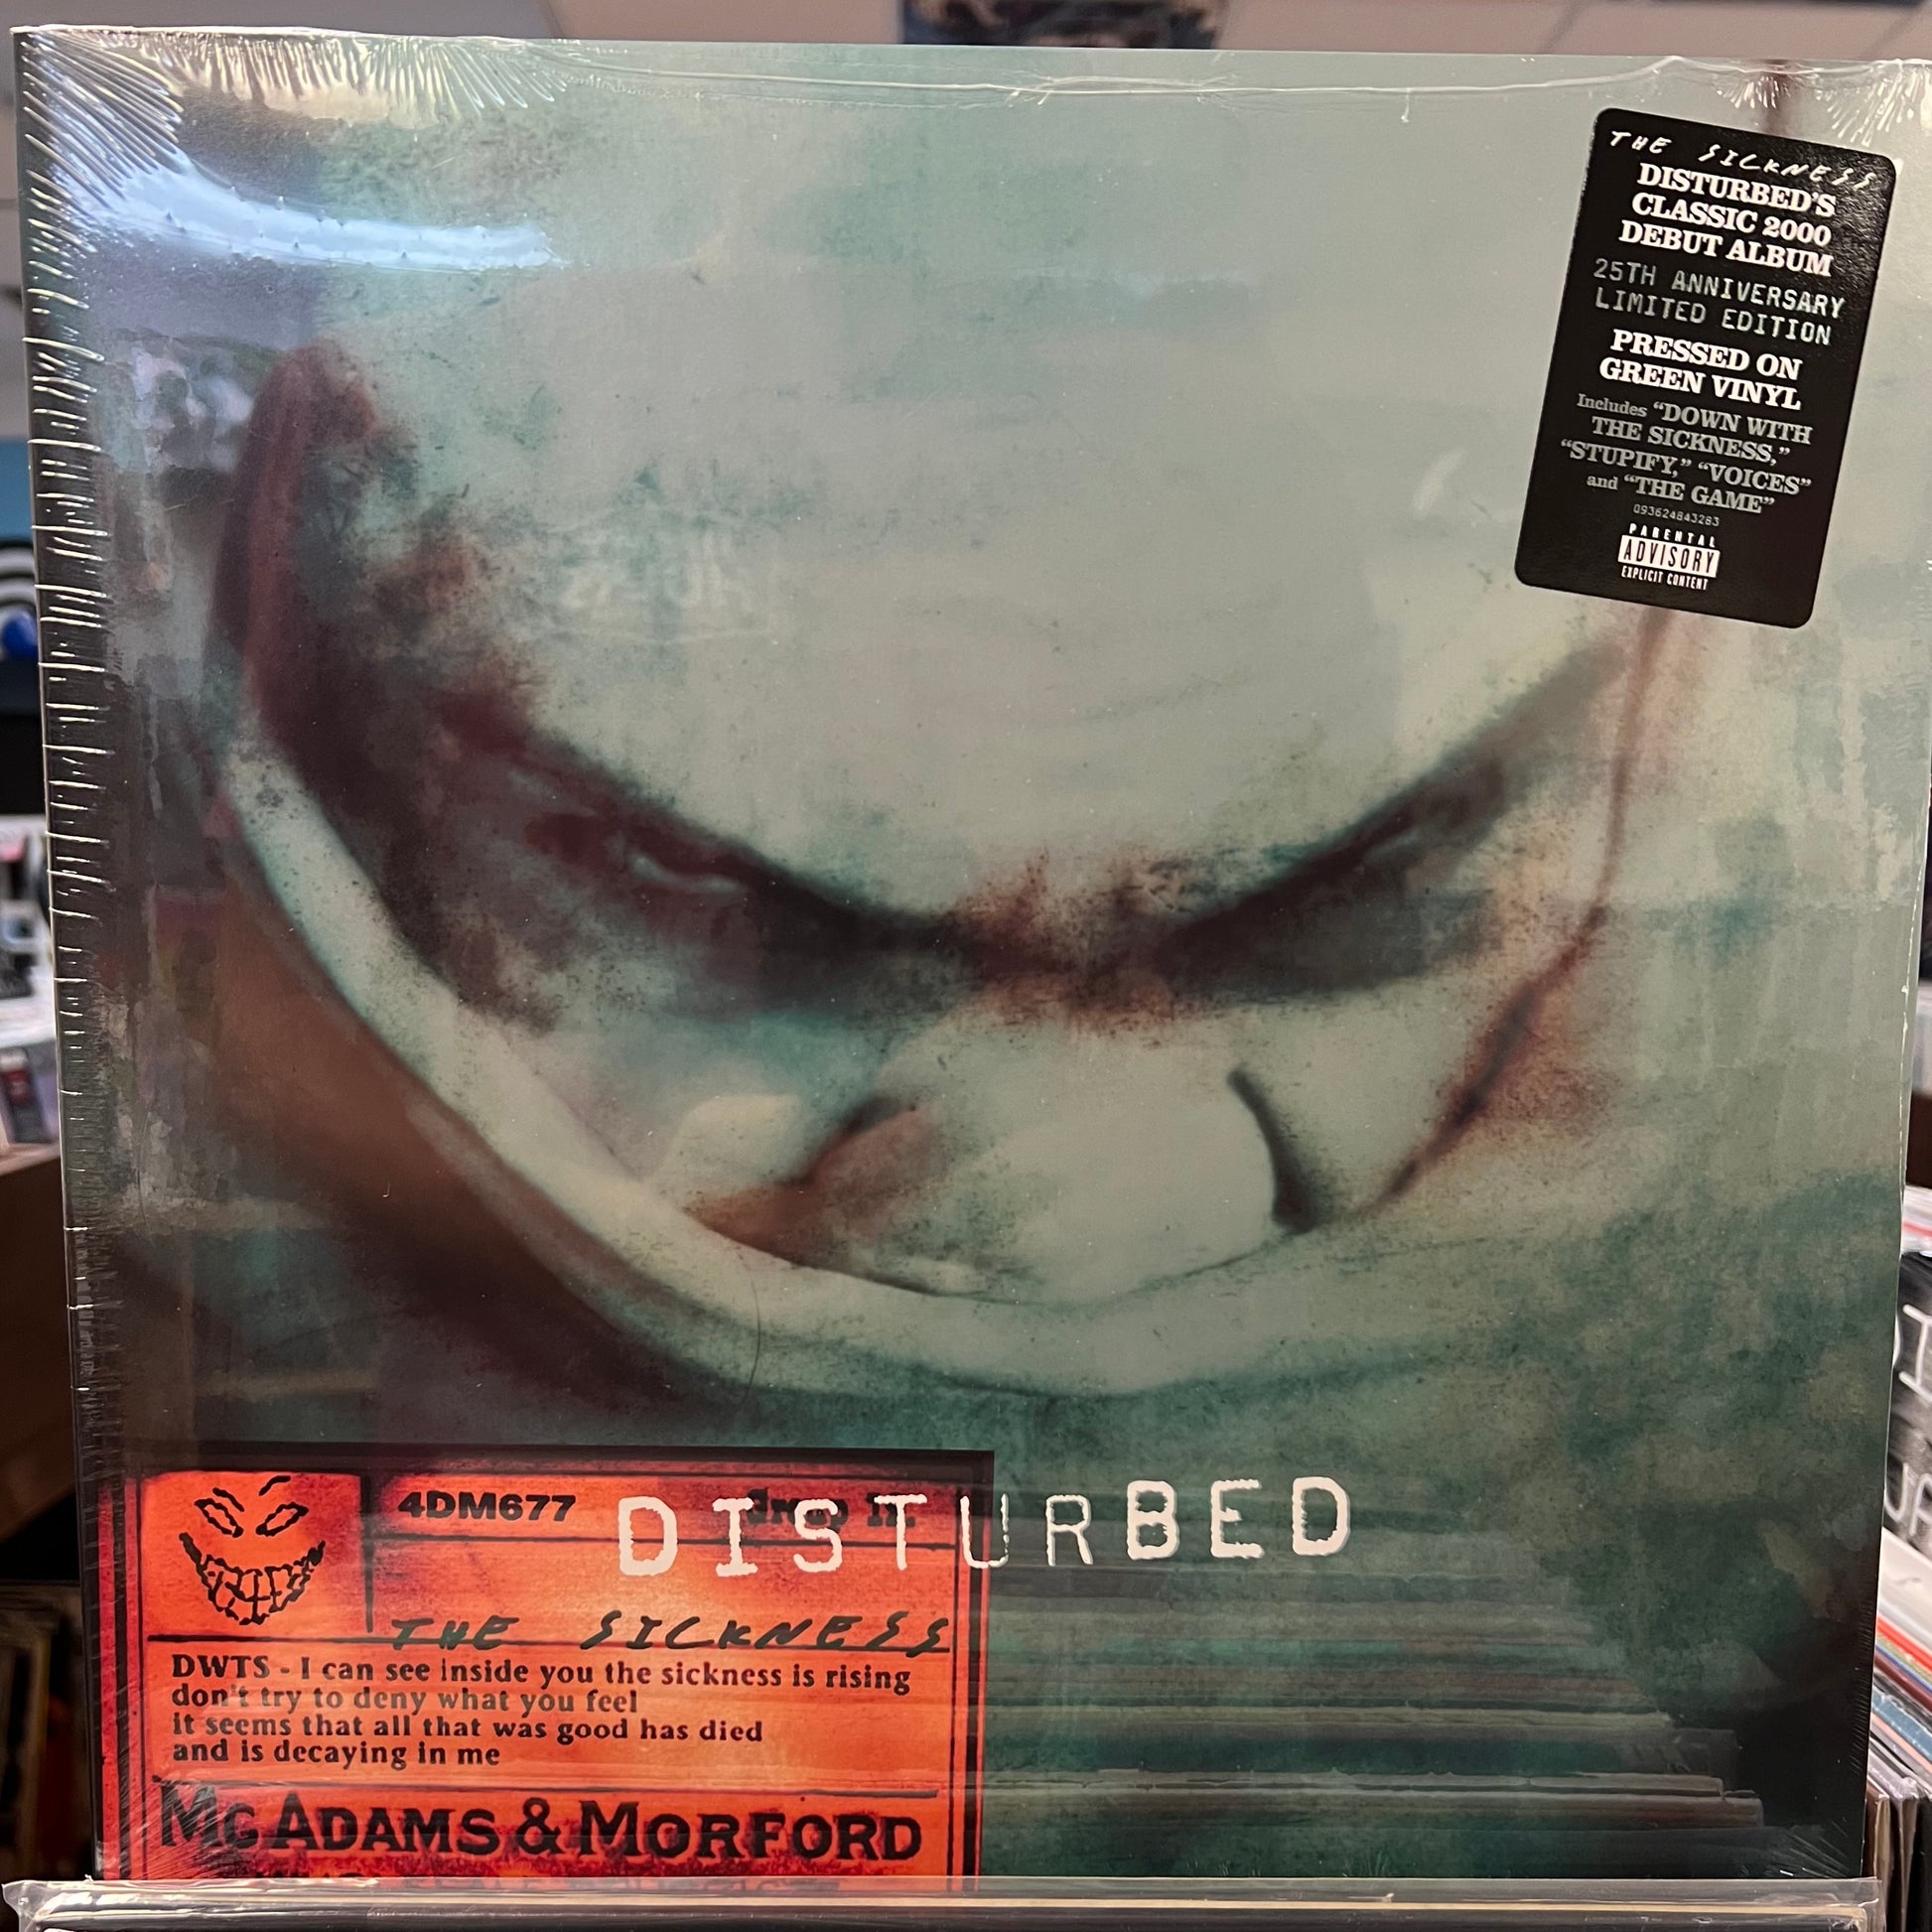 THE SICKNESS
DISTURBED'S
CLASSIC 2000
DEBUT ALBUM
25TH ANNIVERSARY
LIMITED EDITION
PRESSED ON
GREEN VINYL
Includes “DOWN WITH
THE SICKNESS,”
“STUPIFY,” “VOICES”
and “THE GAME”
093624843283
PARENTAL
ADVISORY
EXPLICIT CONTENT
4DM677
DISTURBED
THE SICKNESS
DWTS - I can see inside you the sickness is rising
don't try to deny what you feel
it seems that all that was good has died
and is decaying in me
MC ADAMS & MORFORD